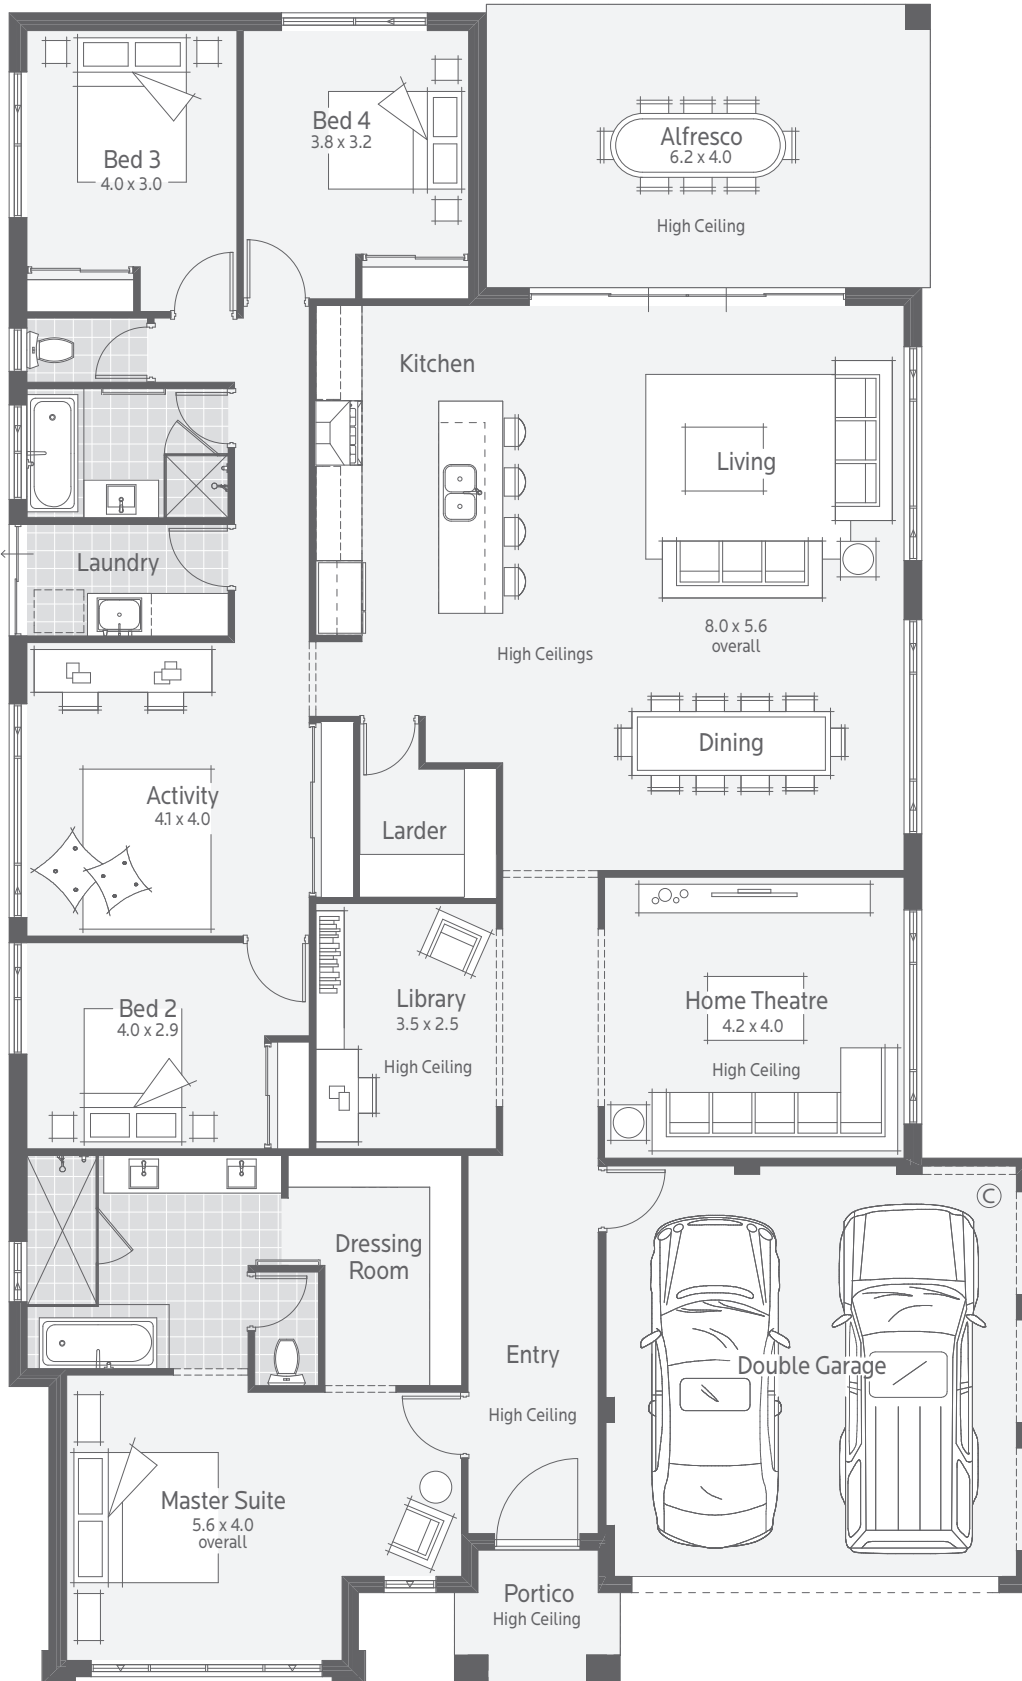 Bed 3
4.0 x 3.0
Bed 4
3.8 x 3.2
Alfresco
6.2 x 4.0
High Ceiling
Kitchen
Living
Laundry
8.0 x 5.6
overall
High Ceilings
Dining
Activity
4.1 x 4.0
Larder
Bed 2
4.0 x 2.9
Library
3.5 x 2.5
High Ceiling
Home Theatre
4.2 x 4.0
High Ceiling
C
Dressing
Room
Entry
High Ceiling
Double Garage
Master Suite
5.6 x 4.0
overall
Portico
High Ceiling